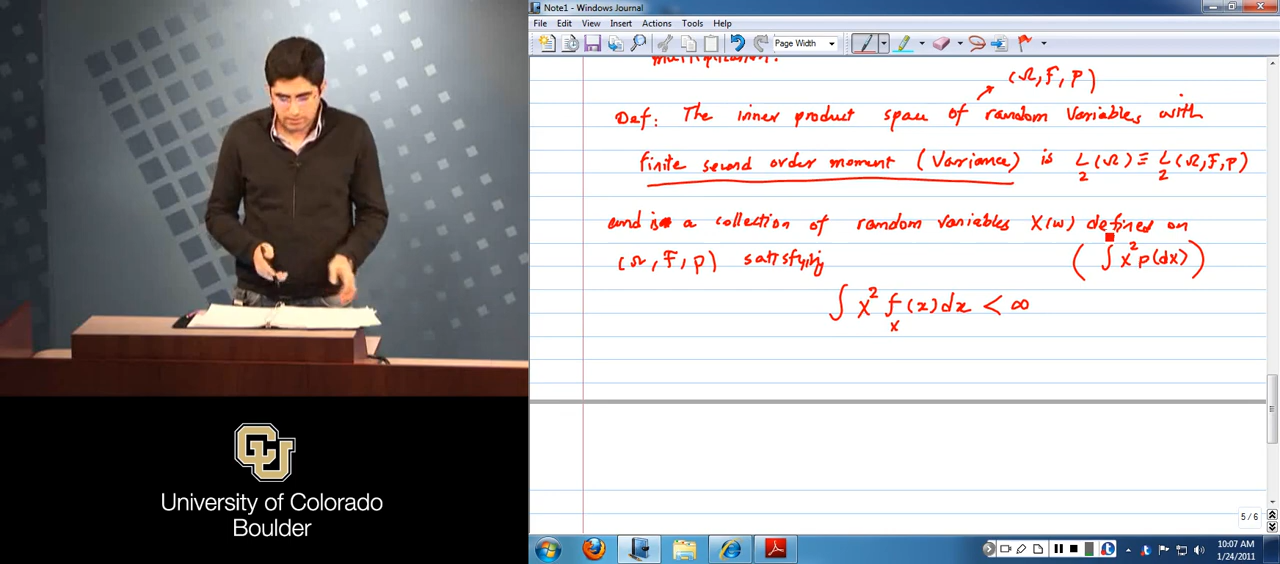 Note1 - Windows Journal
File Edit View Insert Actions Tools Help
Page Width
multiplication.
(Ω, F, P)
Def: The inner product space of random variables with
finite second order moment (Variance) is L2(Ω) ≡ L2(Ω, F, P)
and is a collection of random variables X(ω) defined on
(Ω, F, P) satisfying (∫ x² p(dx))
∫ x² fx(x) dx < ∞
University of Colorado
Boulder
5 / 6
10:07 AM
1/24/2011